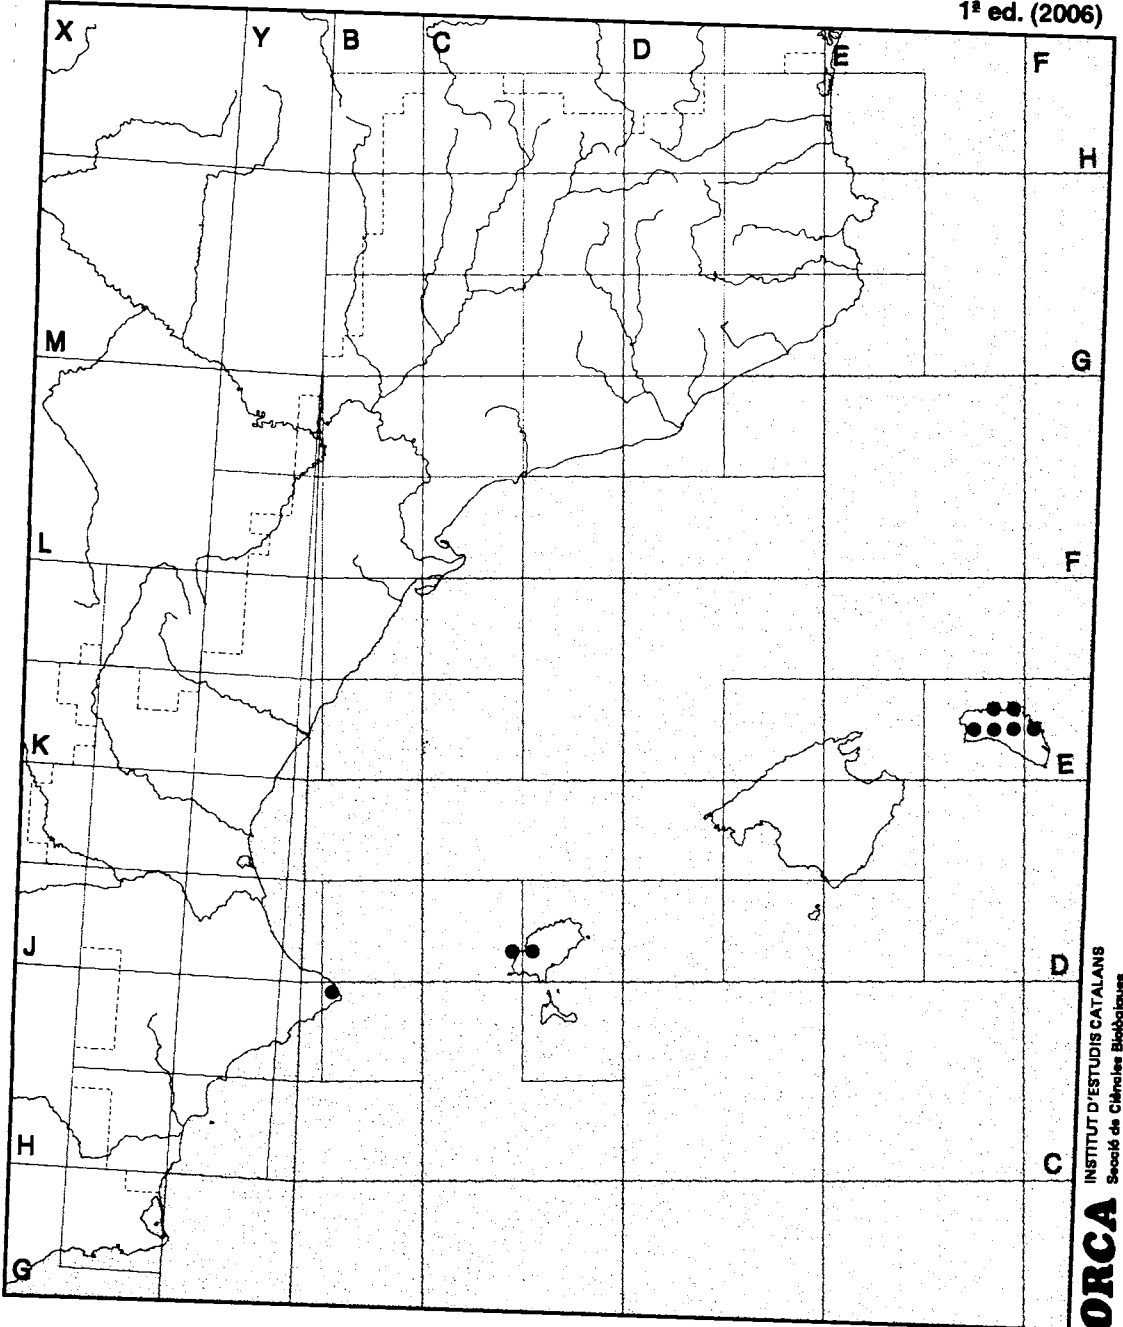 1ª ed. (2006)
X
Y
B
C
D
E
F
H
M
G
L
F
K
E
J
D
H
C
G
INSTITUT D'ESTUDIS CATALANS
Secció de Ciències Biològiques
ORCA